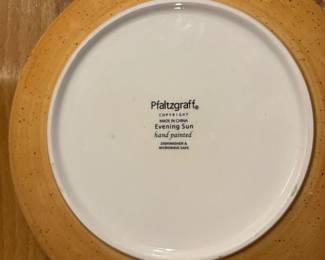 Pfaltzgraff®
COPYRIGHT
MADE IN CHINA
Evening Sun
hand painted
DISHWASHER &
MICROWAVE SAFE